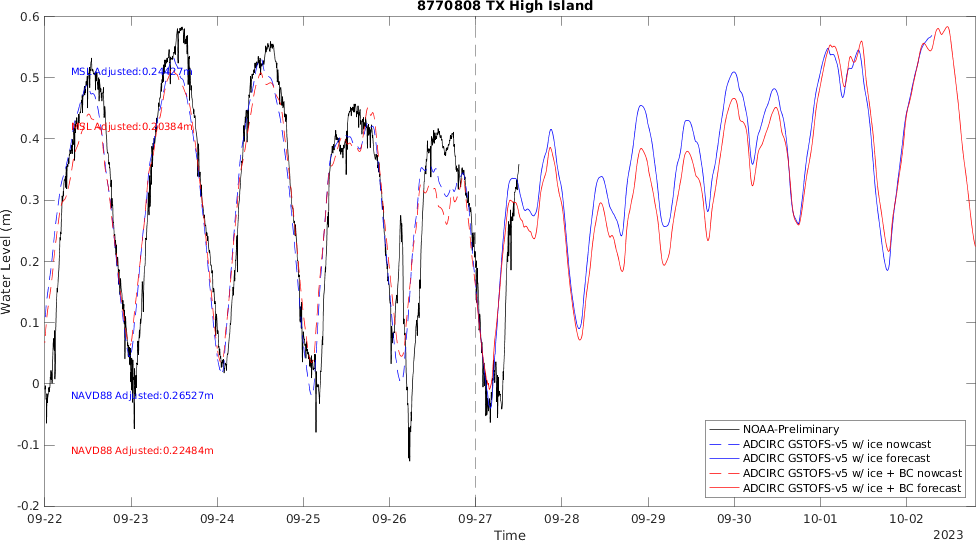 8770808 TX High Island
0.6
0.5
0.4
0.3
0.2
0.1
0
-0.1
-0.2
Water Level (m)
MSL Adjusted:0.24427m
MSL Adjusted:0.20384m
NAVD88 Adjusted:0.26527m
NAVD88 Adjusted:0.22484m
NOAA-Preliminary
ADCIRC GSTOFS-v5 w/ ice nowcast
ADCIRC GSTOFS-v5 w/ ice forecast
ADCIRC GSTOFS-v5 w/ ice + BC nowcast
ADCIRC GSTOFS-v5 w/ ice + BC forecast
09-22 09-23 09-24 09-25 09-26 09-27 09-28 09-29 09-30 10-01 10-02
Time
2023